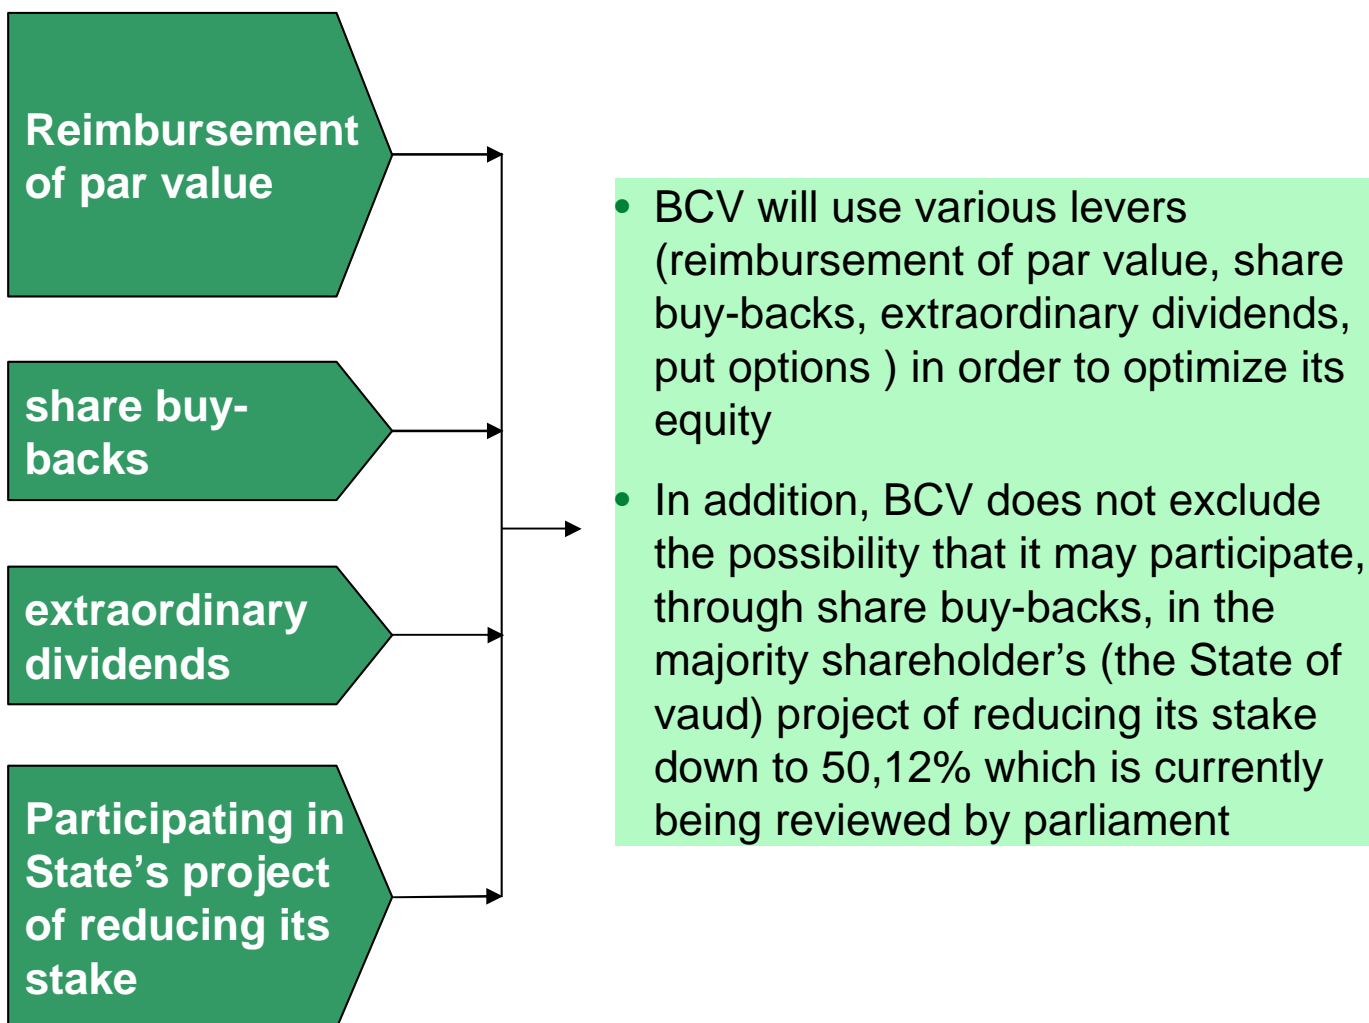 Reimbursement
of par value
share buy-
backs
extraordinary
dividends
Participating in
State’s project
of reducing its
stake
• BCV will use various levers
(reimbursement of par value, share
buy-backs, extraordinary dividends,
put options ) in order to optimize its
equity
• In addition, BCV does not exclude
the possibility that it may participate,
through share buy-backs, in the
majority shareholder’s (the State of
vaud) project of reducing its stake
down to 50,12% which is currently
being reviewed by parliament